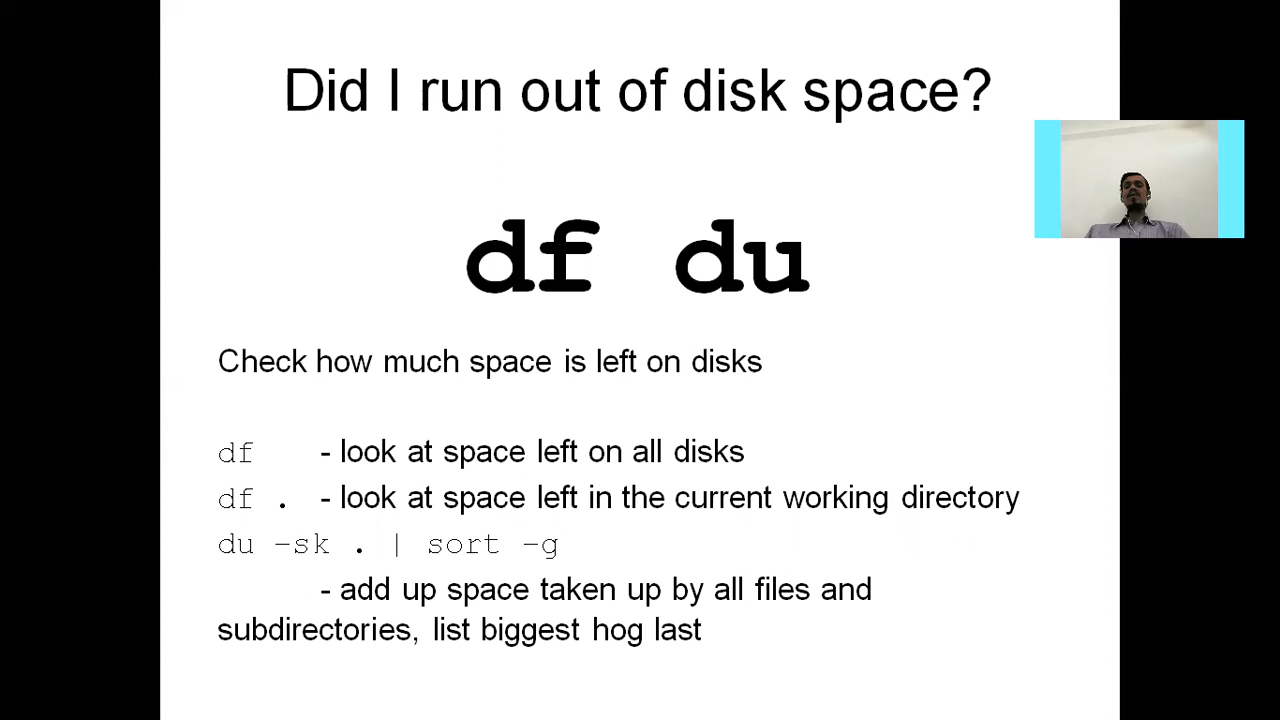 Did I run out of disk space?
df du
Check how much space is left on disks
df - look at space left on all disks
df . - look at space left in the current working directory
du –sk . | sort –g
- add up space taken up by all files and
subdirectories, list biggest hog last